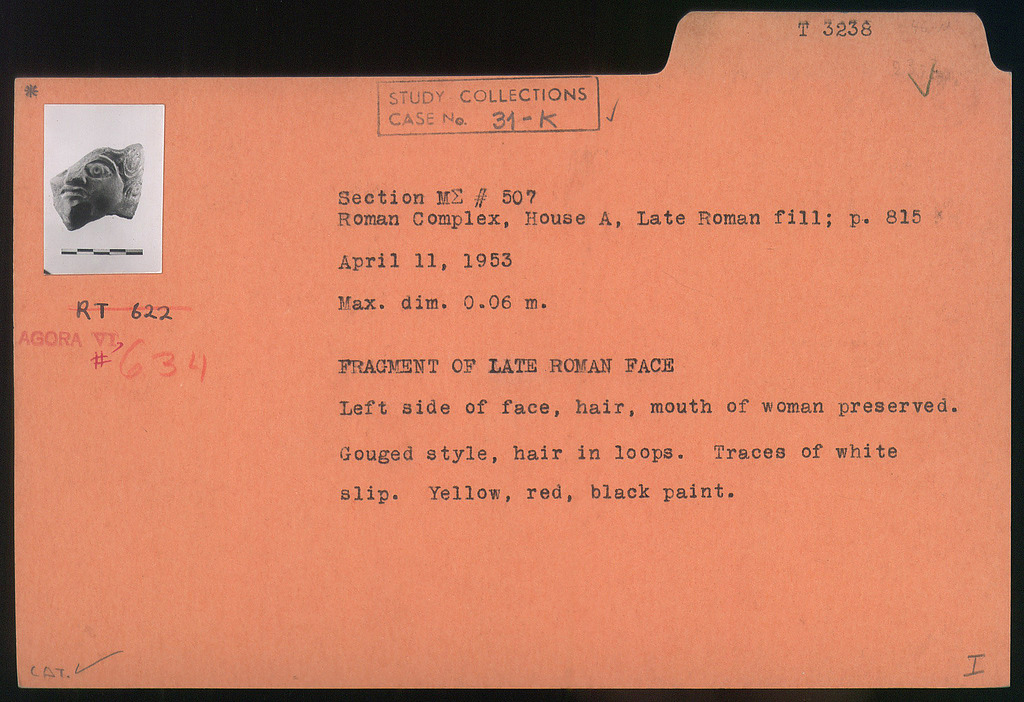 T 3238
*
STUDY COLLECTIONS
CASE No. 31-K
Section ΜΣ # 507
Roman Complex, House A, Late Roman fill; p. 815
April 11, 1953
Max. dim. 0.06 m.
RT 622
AGORA VI,
# 634
FRAGMENT OF LATE ROMAN FACE
Left side of face, hair, mouth of woman preserved.
Gouged style, hair in loops. Traces of white
slip. Yellow, red, black paint.
CAT. ✓
I